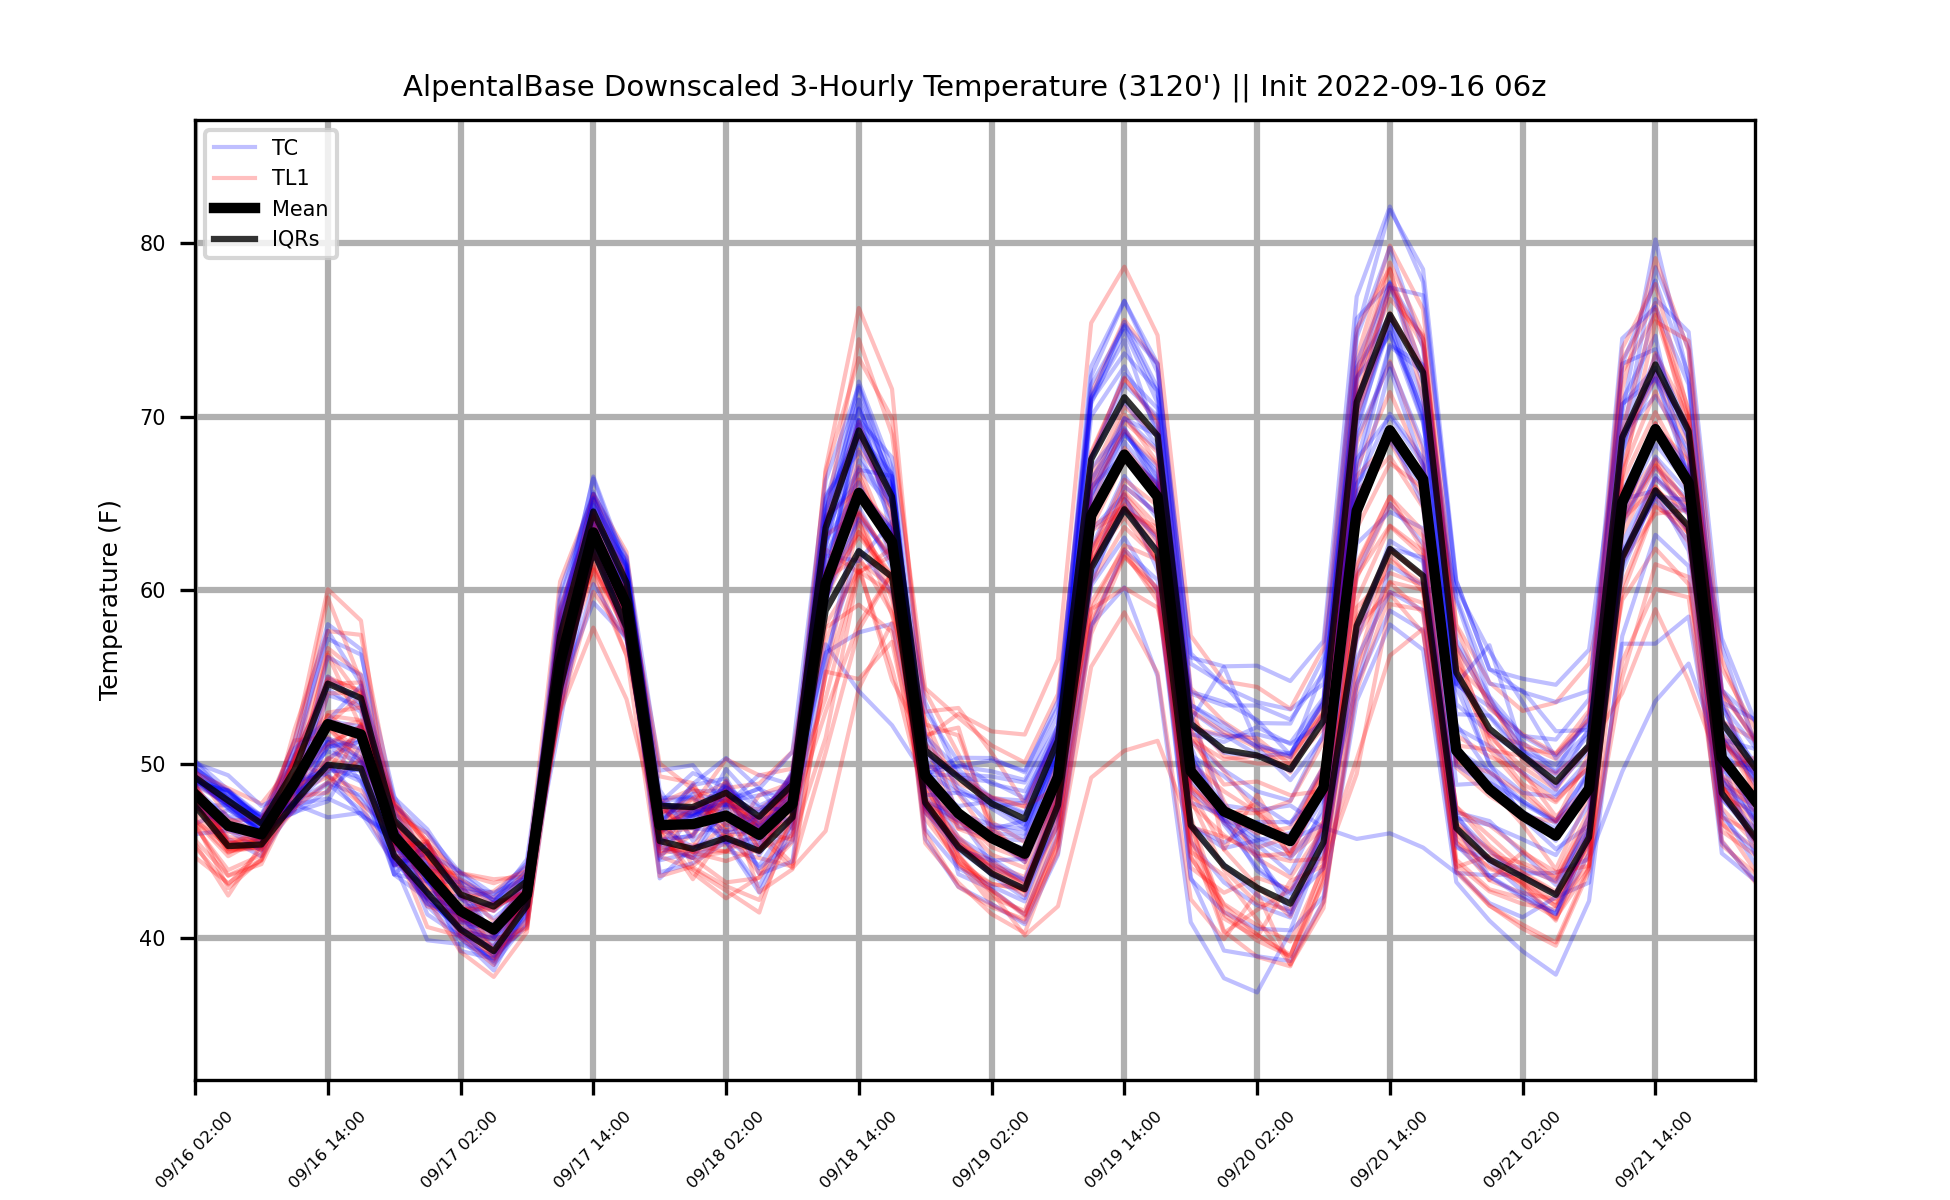 AlpentalBase Downscaled 3-Hourly Temperature (3120') || Init 2022-09-16 06z
TC
TL1
Mean
IQRs
Temperature (F)
80
70
60
50
40
09/16 02:00
09/16 14:00
09/17 02:00
09/17 14:00
09/18 02:00
09/18 14:00
09/19 02:00
09/19 14:00
09/20 02:00
09/20 14:00
09/21 02:00
09/21 14:00